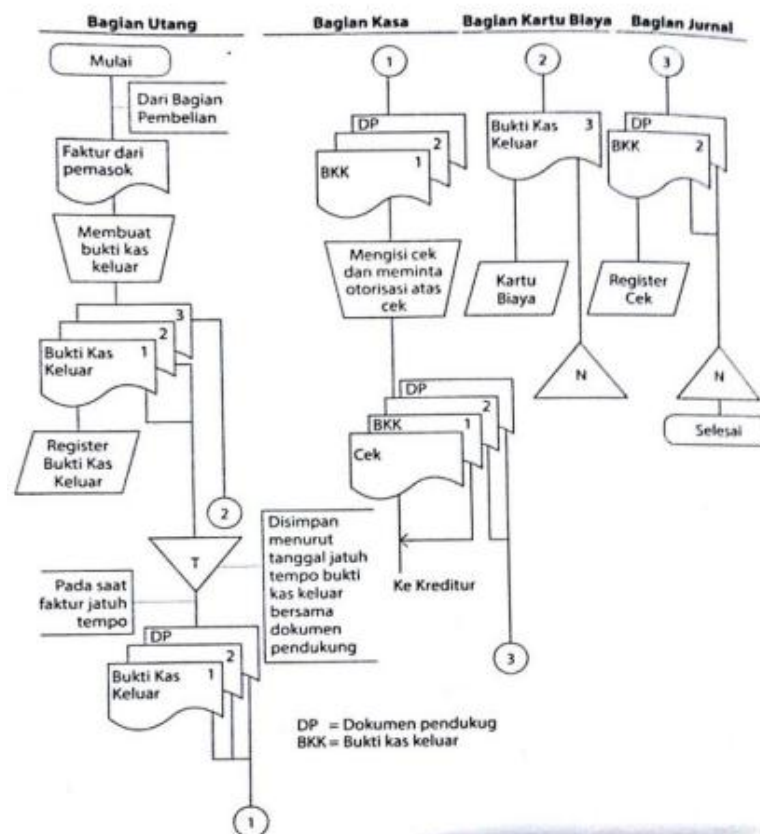 Bagian Utang
Mulai
Dari Bagian
Pembelian
Faktur dari
pemasok
Membuat
bukti kas
keluar
3
2
Bukti Kas 1
Keluar
Register
Bukti Kas
Keluar
2
T
Disimpan
menurut
tanggal jatuh
tempo bukti
kas keluar
bersama
dokumen
pendukung
Pada saat
faktur jatuh
tempo
DP
2
Bukti Kas 1
Keluar
1
Bagian Kasa
1
DP
2
BKK 1
Mengisi cek
dan meminta
otorisasi atas
cek
DP
2
BKK 1
Cek
Ke Kreditur
3
Bagian Kartu Biaya
2
Bukti Kas 3
Keluar
Kartu
Biaya
N
Bagian Jurnal
3
DP
BKK 2
Register
Cek
N
Selesai
DP = Dokumen pendukug
BKK = Bukti kas keluar